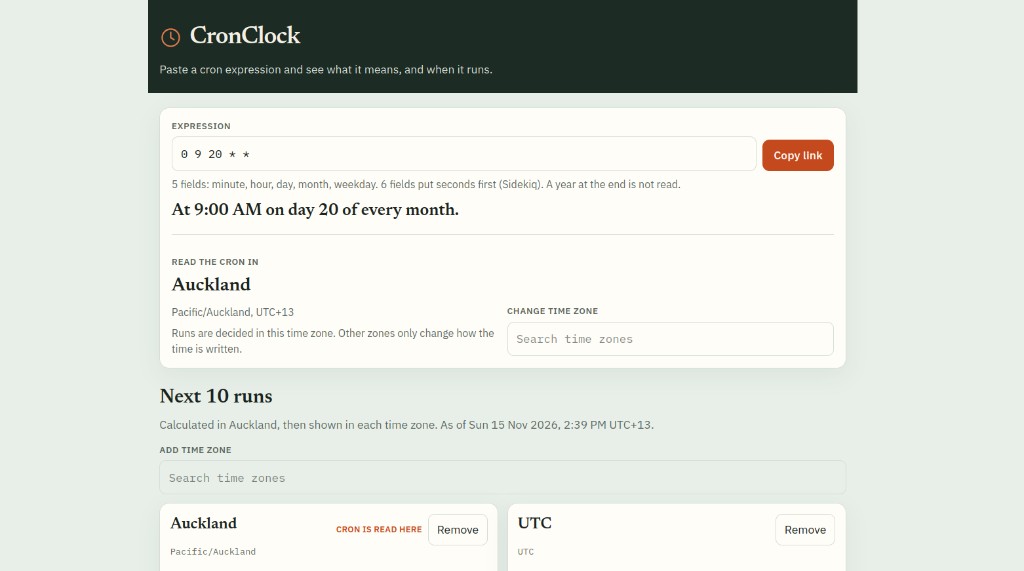 CronClock
Paste a cron expression and see what it means, and when it runs.
EXPRESSION
0 9 20 * *
Copy link
5 fields: minute, hour, day, month, weekday. 6 fields put seconds first (Sidekiq). A year at the end is not read.
At 9:00 AM on day 20 of every month.
READ THE CRON IN
Auckland
Pacific/Auckland, UTC+13
Runs are decided in this time zone. Other zones only change how the
time is written.
CHANGE TIME ZONE
Search time zones
Next 10 runs
Calculated in Auckland, then shown in each time zone. As of Sun 15 Nov 2026, 2:39 PM UTC+13.
ADD TIME ZONE
Search time zones
Auckland
CRON IS READ HERE
Remove
Pacific/Auckland
UTC
Remove
UTC